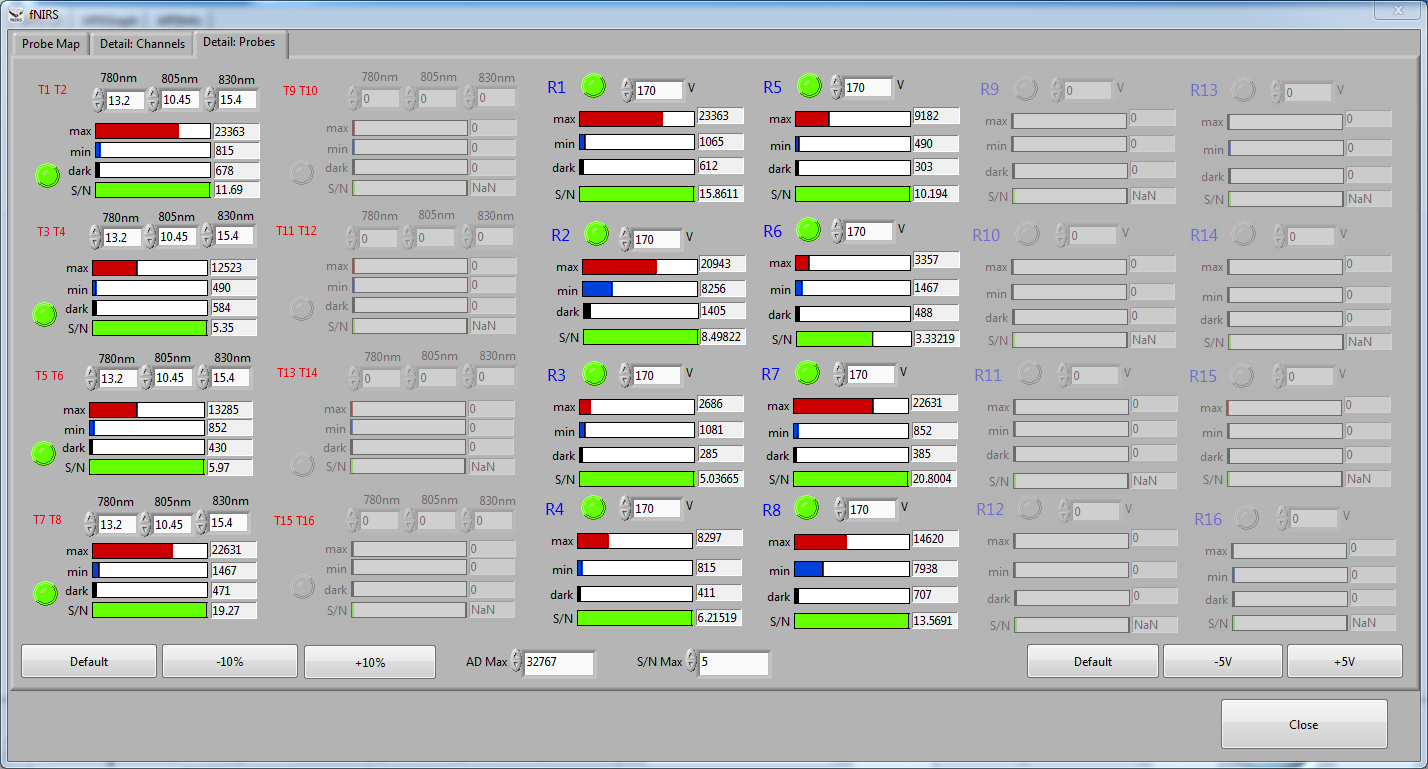 fNIRS
Probe Map Detail: Channels Detail: Probes
T1 T2 780nm 805nm 830nm
13.2 10.45 15.4
max 23363
min 815
dark 678
S/N 11.69
T3 T4 780nm 805nm 830nm
13.2 10.45 15.4
max 12523
min 490
dark 584
S/N 5.35
T5 T6 780nm 805nm 830nm
13.2 10.45 15.4
max 13285
min 852
dark 430
S/N 5.97
T7 T8 780nm 805nm 830nm
13.2 10.45 15.4
max 22631
min 1467
dark 471
S/N 19.27
T9 T10 780nm 805nm 830nm
0 0 0
max 0
min 0
dark 0
S/N NaN
T11 T12 780nm 805nm 830nm
0 0 0
max 0
min 0
dark 0
S/N NaN
T13 T14 780nm 805nm 830nm
0 0 0
max 0
min 0
dark 0
S/N NaN
T15 T16 780nm 805nm 830nm
0 0 0
max 0
min 0
dark 0
S/N NaN
R1 170 V
max 23363
min 1065
dark 612
S/N 15.8611
R2 170 V
max 20943
min 8256
dark 1405
S/N 8.49822
R3 170 V
max 2686
min 1081
dark 285
S/N 5.03665
R4 170 V
max 8297
min 815
dark 411
S/N 6.21519
R5 170 V
max 9182
min 490
dark 303
S/N 10.194
R6 170 V
max 3357
min 1467
dark 488
S/N 3.33219
R7 170 V
max 22631
min 852
dark 385
S/N 20.8004
R8 170 V
max 14620
min 7938
dark 707
S/N 13.5691
R9 0 V
max 0
min 0
dark 0
S/N NaN
R10 0 V
max 0
min 0
dark 0
S/N NaN
R11 0 V
max 0
min 0
dark 0
S/N NaN
R12 0 V
max 0
min 0
dark 0
S/N NaN
R13 0 V
max 0
min 0
dark 0
S/N NaN
R14 0 V
max 0
min 0
dark 0
S/N NaN
R15 0 V
max 0
min 0
dark 0
S/N NaN
R16 0 V
max 0
min 0
dark 0
S/N NaN
Default -10% +10% AD Max 32767 S/N Max 5 Default -5V +5V
Close